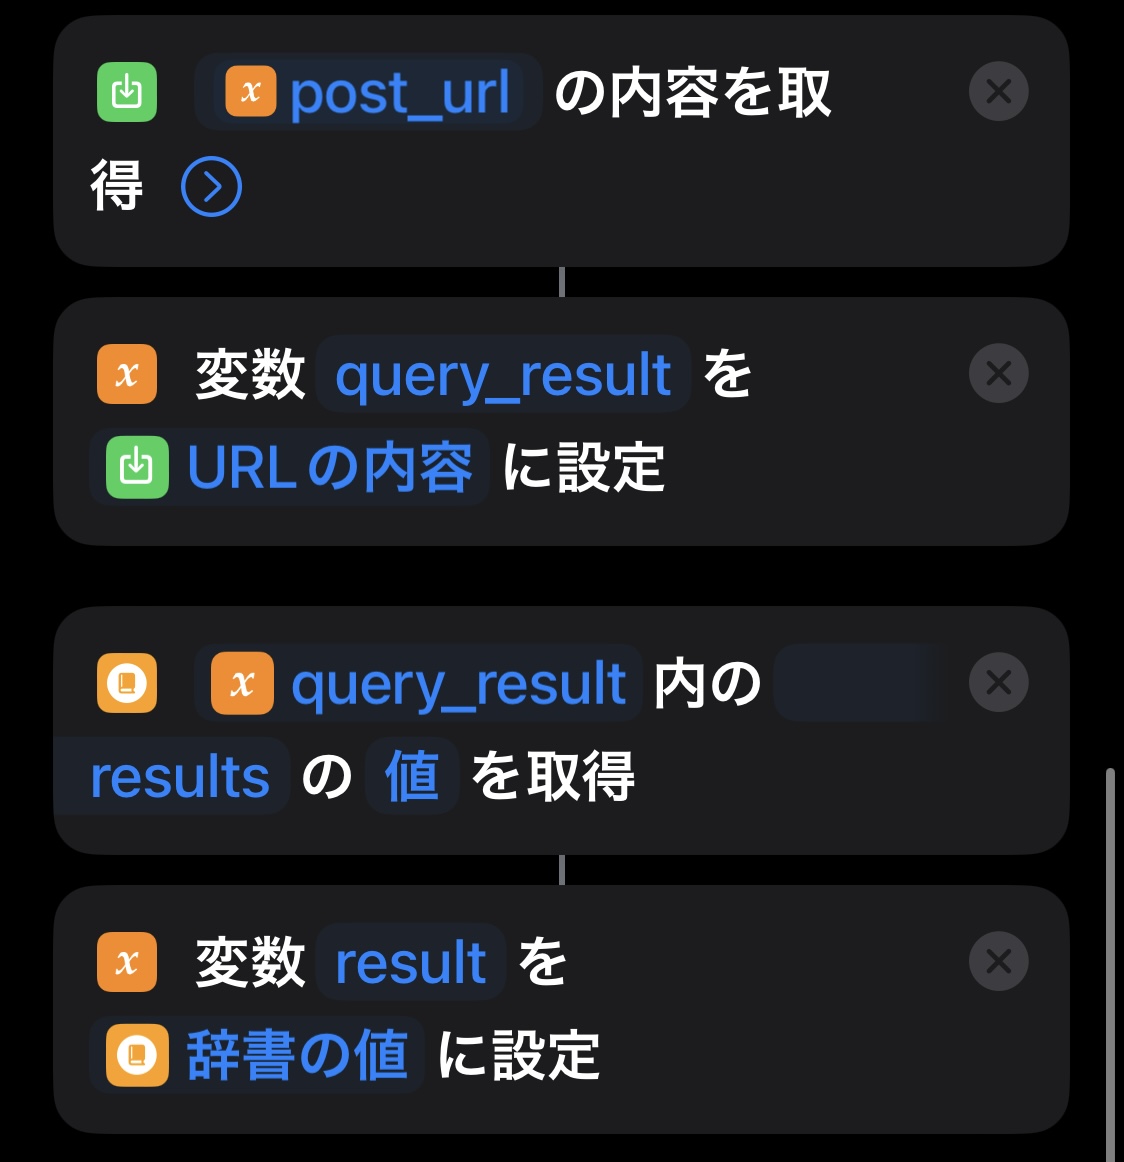 x post_url の内容を取
得
x 変数 query_result を
URLの内容 に設定
x query_result 内の
results の 値 を取得
x 変数 result を
辞書の値 に設定